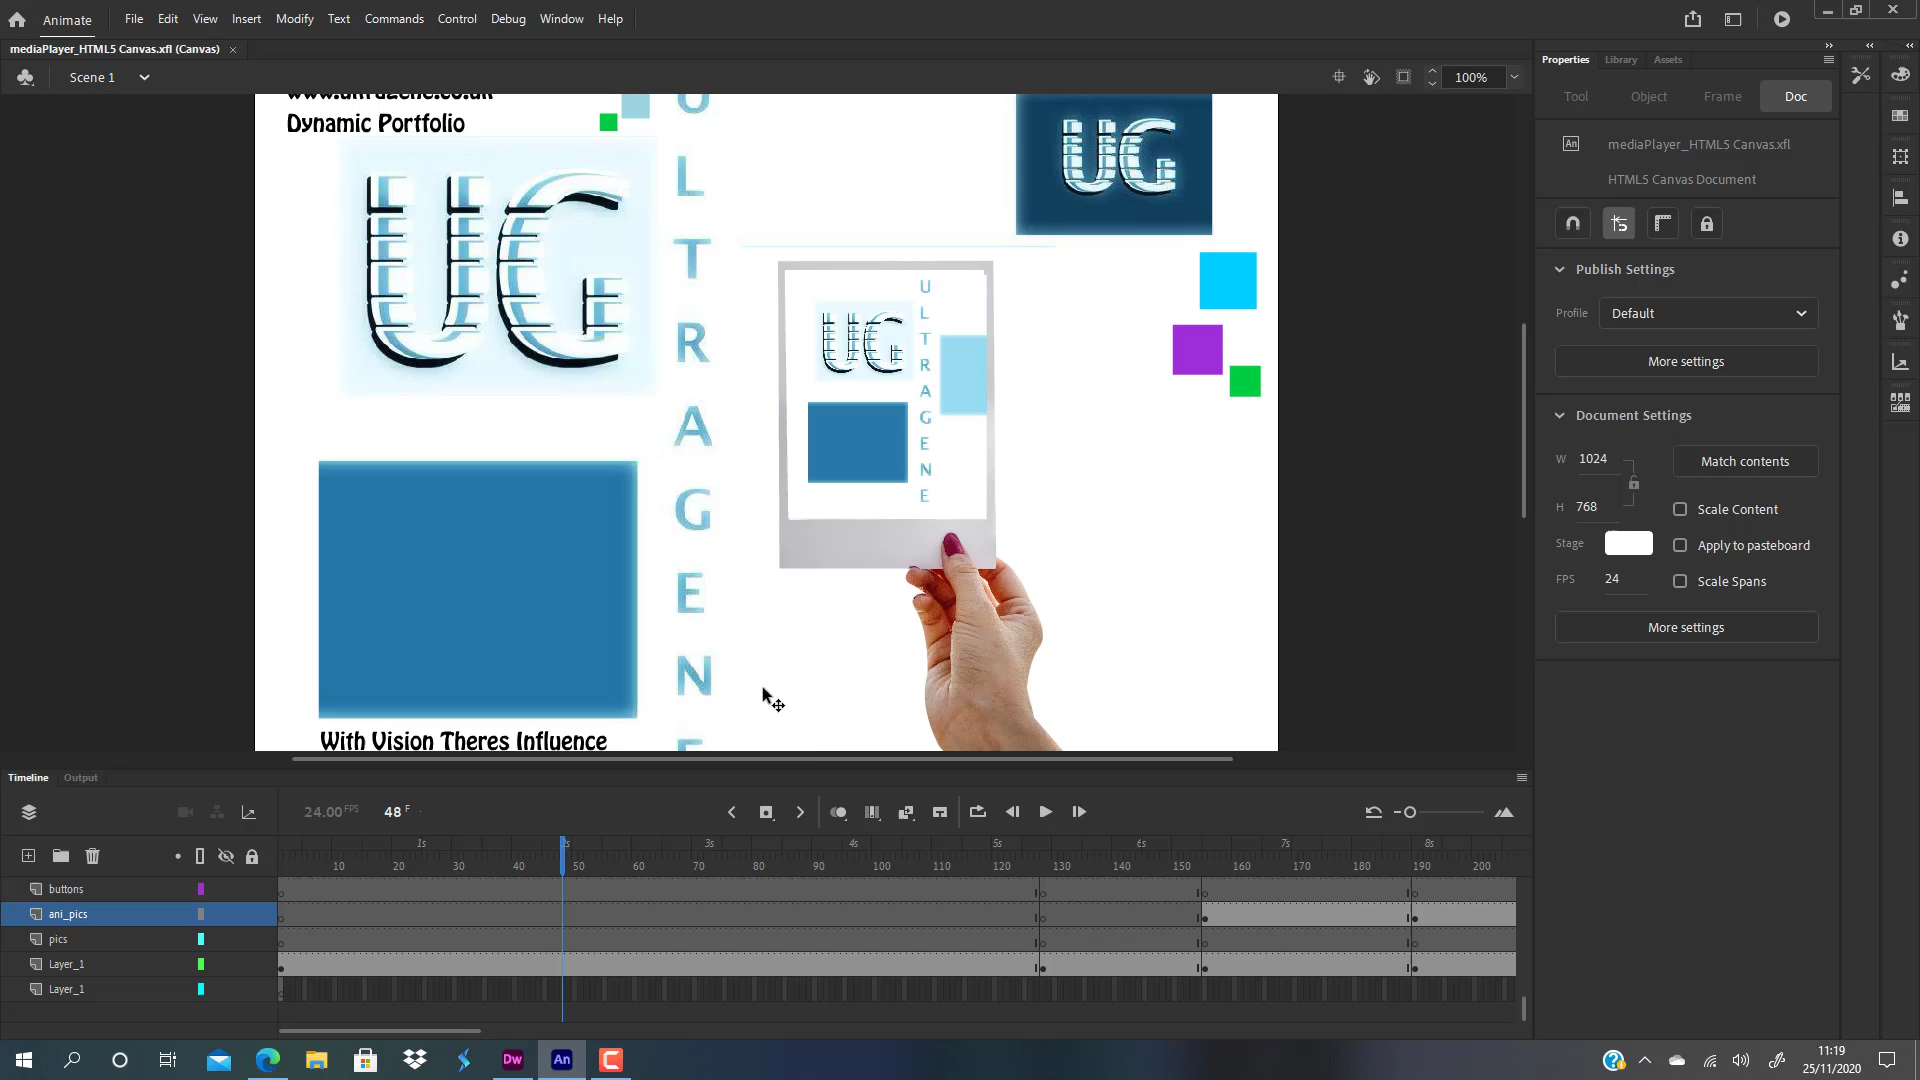 Animate
File Edit View Insert Modify Text Commands Control Debug Window Help
mediaPlayer_HTML5 Canvas.xfl (Canvas)
Scene 1
100%
Dynamic Portfolio
UG
U
L
T
R
A
G
E
N
E
With Vision Theres Influence
UG
UG
U
L
T
R
A
G
E
N
E
Properties Library Assets
Tool Object Frame Doc
An mediaPlayer_HTML5 Canvas.xfl
HTML5 Canvas Document
Publish Settings
Profile Default
More settings
Document Settings
W 1024 Match contents
H 768 Scale Content
Stage Apply to pasteboard
FPS 24 Scale Spans
More settings
Timeline Output
24.00 FPS 48 F
1s 2s 3s 4s 5s 6s 7s 8s
10 20 30 40 50 60 70 80 90 100 110 120 130 140 150 160 170 180 190 200
buttons
ani_pics
pics
Layer_1
Layer_1
Dw An
11:19
25/11/2020